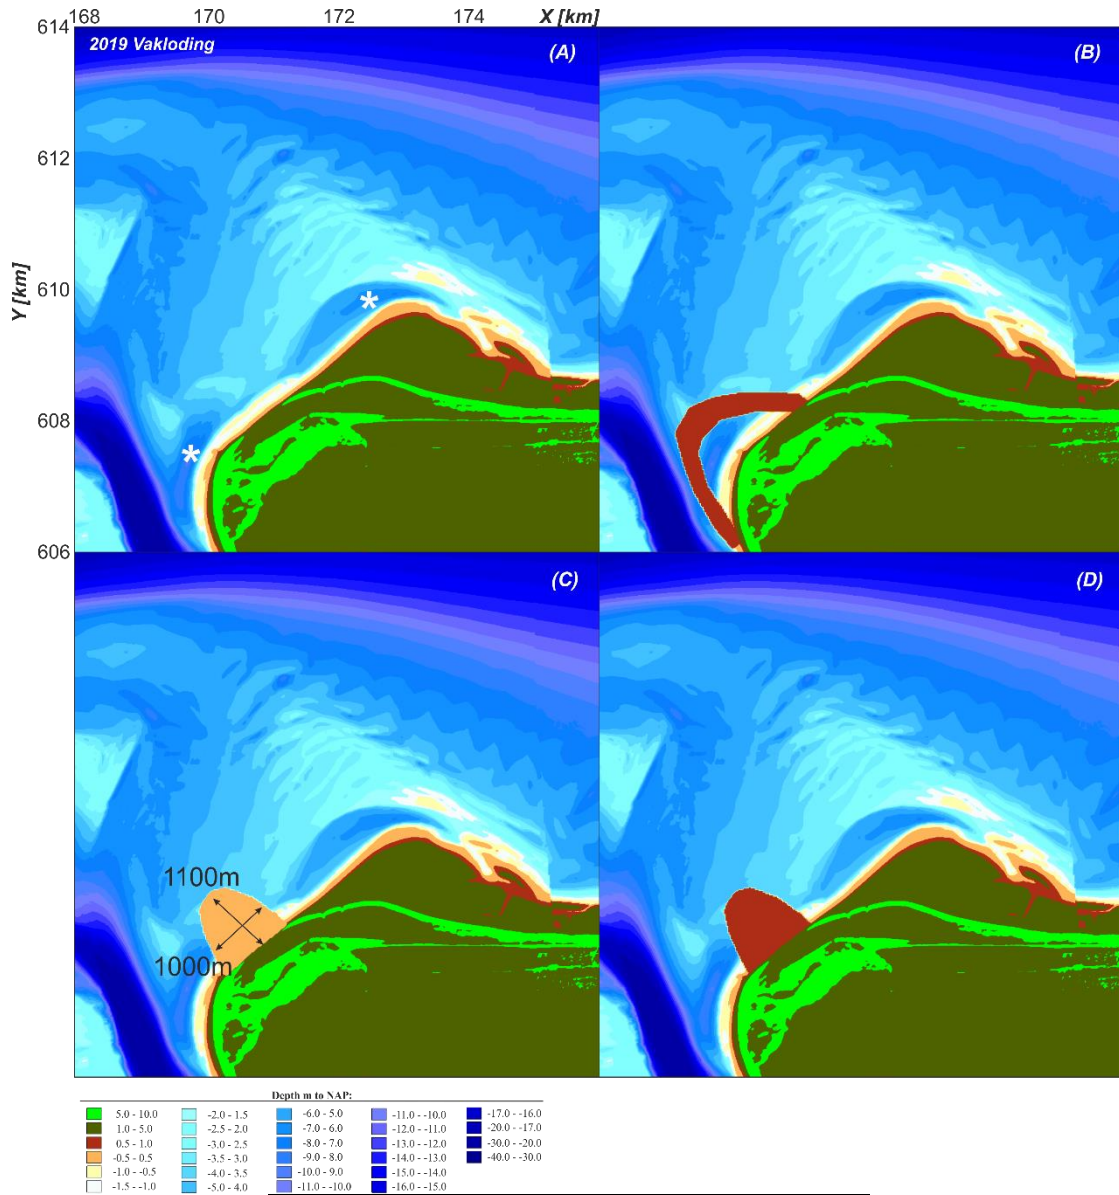 168 170 172 174 X [km]
614
2019 Vakloding (A) (B)
612
Y [km]
610
*
608
*
606
(C) (D)
1100m
1000m
Depth m to NAP:
5.0 - 10.0 -2.0 - 1.5 -6.0 - 5.0 -11.0 - -10.0 -17.0 - -16.0
1.0 - 5.0 -2.5 - 2.0 -7.0 - 6.0 -12.0 - -11.0 -20.0 - -17.0
0.5 - 1.0 -3.0 - 2.5 -8.0 - 7.0 -13.0 - -12.0 -30.0 - -20.0
-0.5 - 0.5 -3.5 - 3.0 -9.0 - 8.0 -14.0 - -13.0 -40.0 - -30.0
-1.0 - -0.5 -4.0 - 3.5 -10.0 - 9.0 -15.0 - -14.0
-1.5 - -1.0 -5.0 - 4.0 -11.0 - -10.0 -16.0 - -15.0